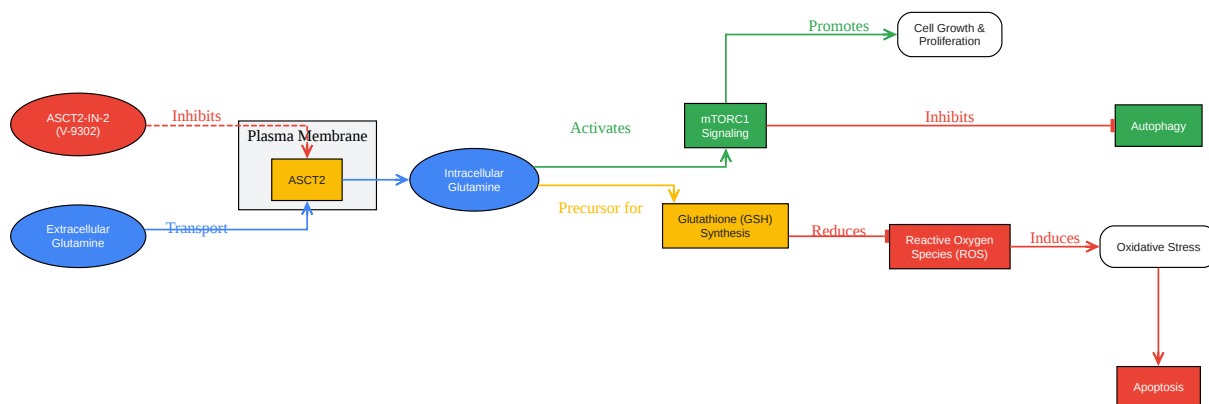 Promotes
Cell Growth &
Proliferation
ASCT2-IN-2
(V-9302)
Inhibits
Plasma Membrane
ASCT2
Extracellular
Glutamine
Transport
Intracellular
Glutamine
Activates
mTORC1
Signaling
Inhibits
Autophagy
Precursor for
Glutathione (GSH)
Synthesis
Reduces
Reactive Oxygen
Species (ROS)
Induces
Oxidative Stress
Apoptosis